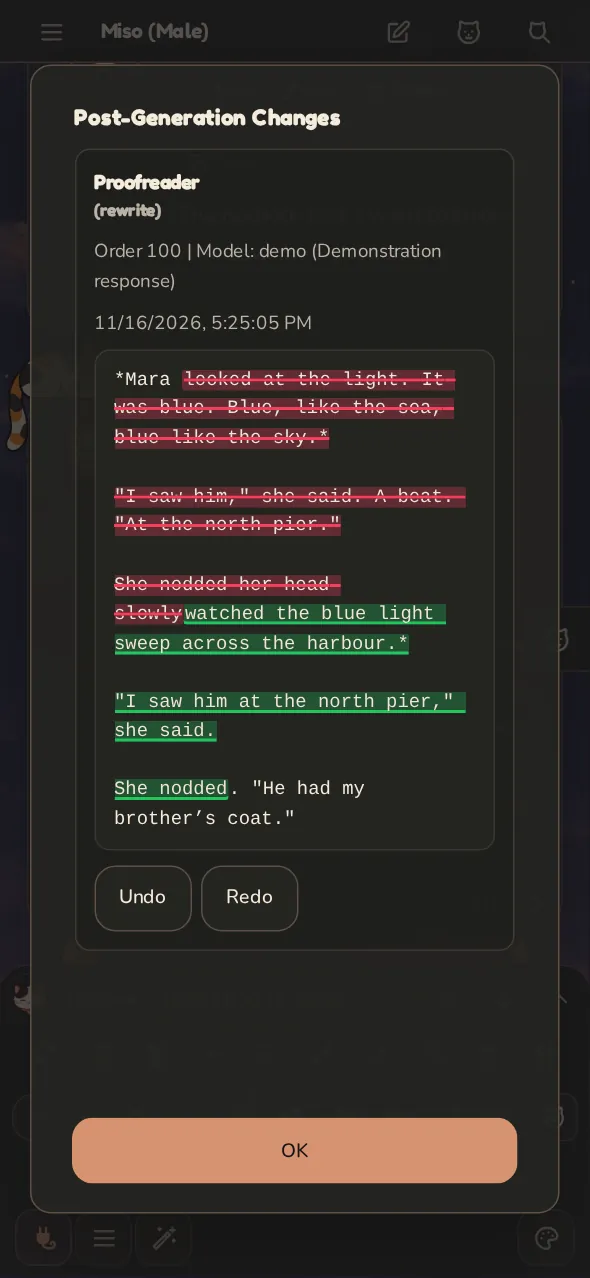 Miso (Male)
Post-Generation Changes
Proofreader
(rewrite)
Order 100 | Model: demo (Demonstration
response)
11/16/2026, 5:25:05 PM
*Mara looked at the light. It
was blue. Blue, like the sea,
blue like the sky.*
"I saw him," she said. A beat.
"At the north pier."
She nodded her head
slowlywatched the blue light
sweep across the harbour.*
"I saw him at the north pier,"
she said.
She nodded. "He had my
brother’s coat."
Undo
Redo
OK